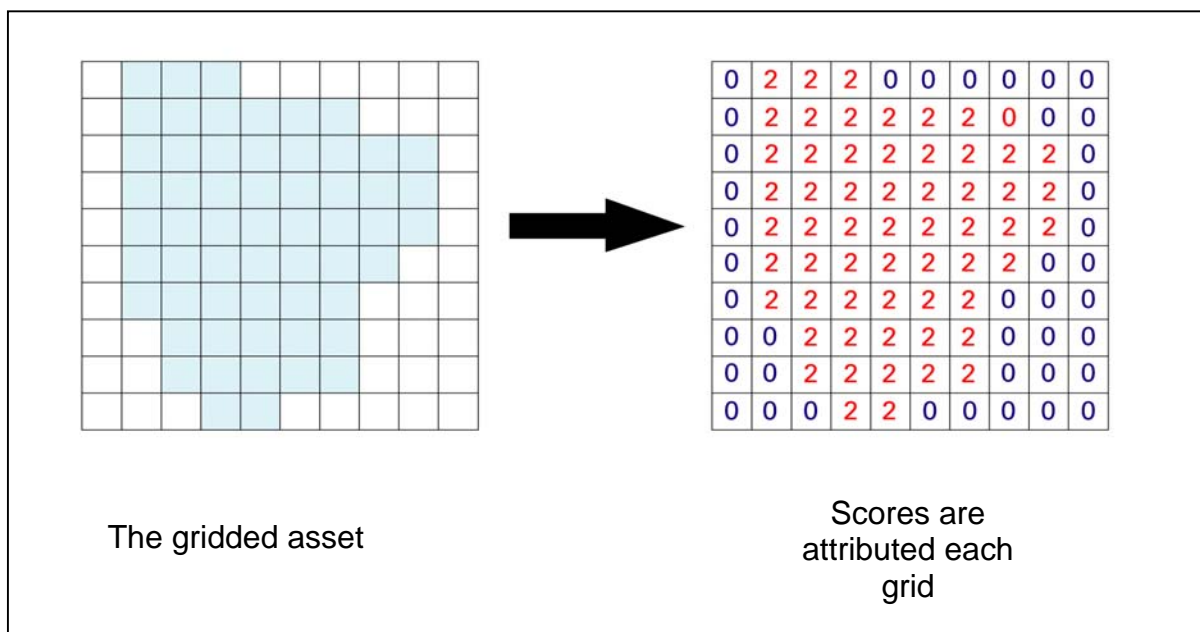 0 2 2 2 0 0 0 0 0 0
0 2 2 2 2 2 2 0 0 0
0 2 2 2 2 2 2 2 2 0
0 2 2 2 2 2 2 2 2 0
0 2 2 2 2 2 2 2 2 0
0 2 2 2 2 2 2 2 0 0
0 2 2 2 2 2 2 0 0 0
0 0 2 2 2 2 2 0 0 0
0 0 2 2 2 2 2 0 0 0
0 0 0 2 2 0 0 0 0 0
The gridded asset
Scores are
attributed each
grid